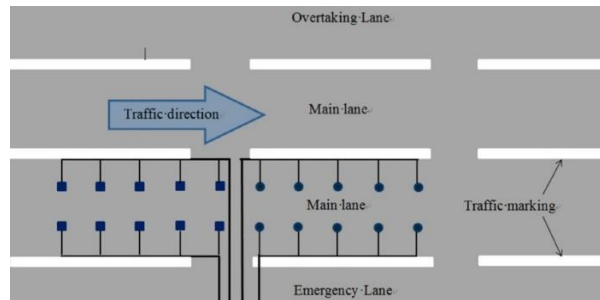 Overtaking Lane
Traffic direction
Main lane
Main lane
Traffic marking
Emergency Lane